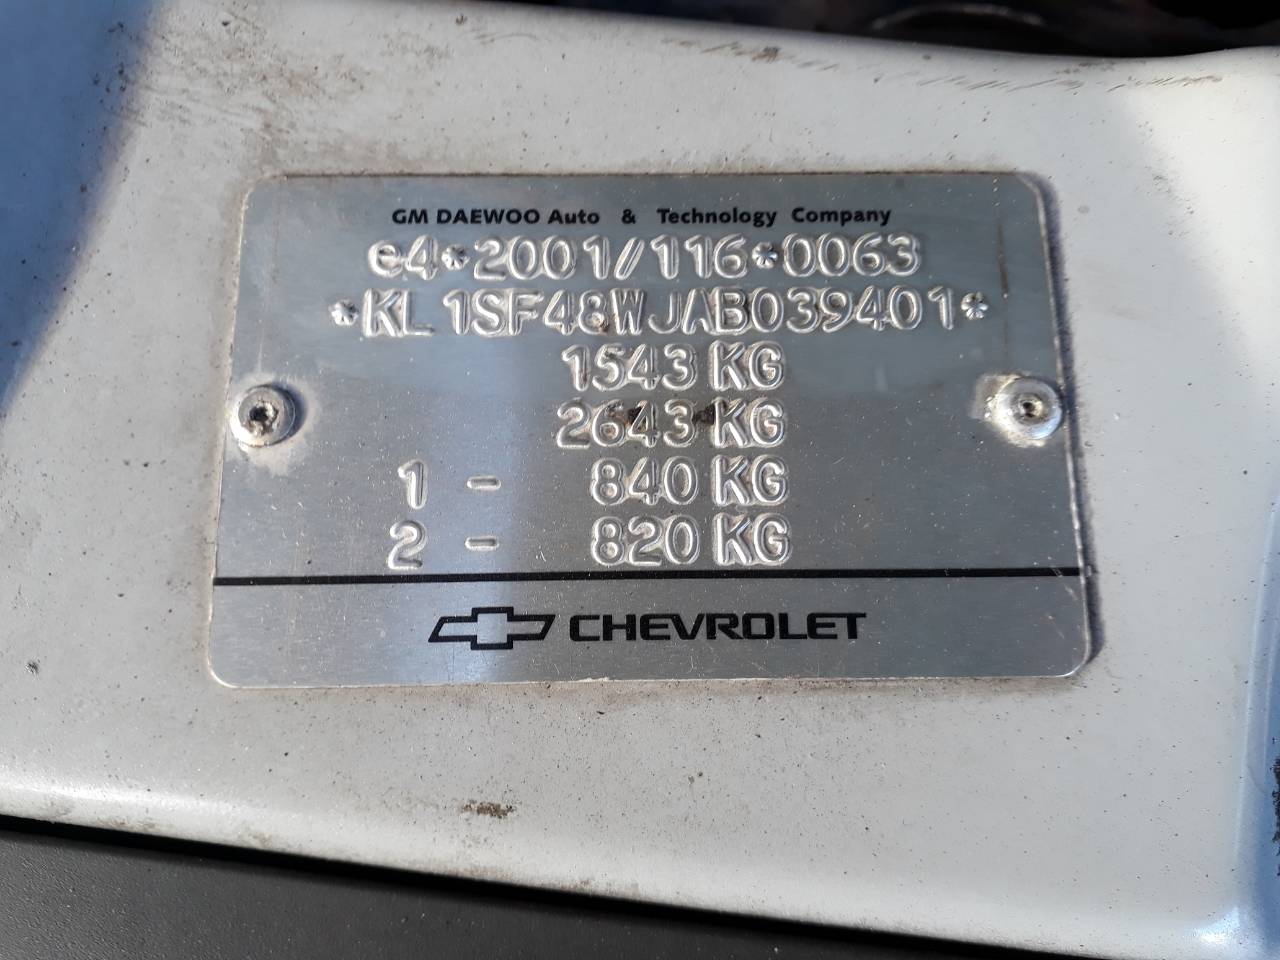 GM DAEWOO Auto & Technology Company
e4*2001/116*0063
*KL1SF48WJAB039401*
1543 KG
2643 KG
1 - 840 KG
2 - 820 KG
CHEVROLET